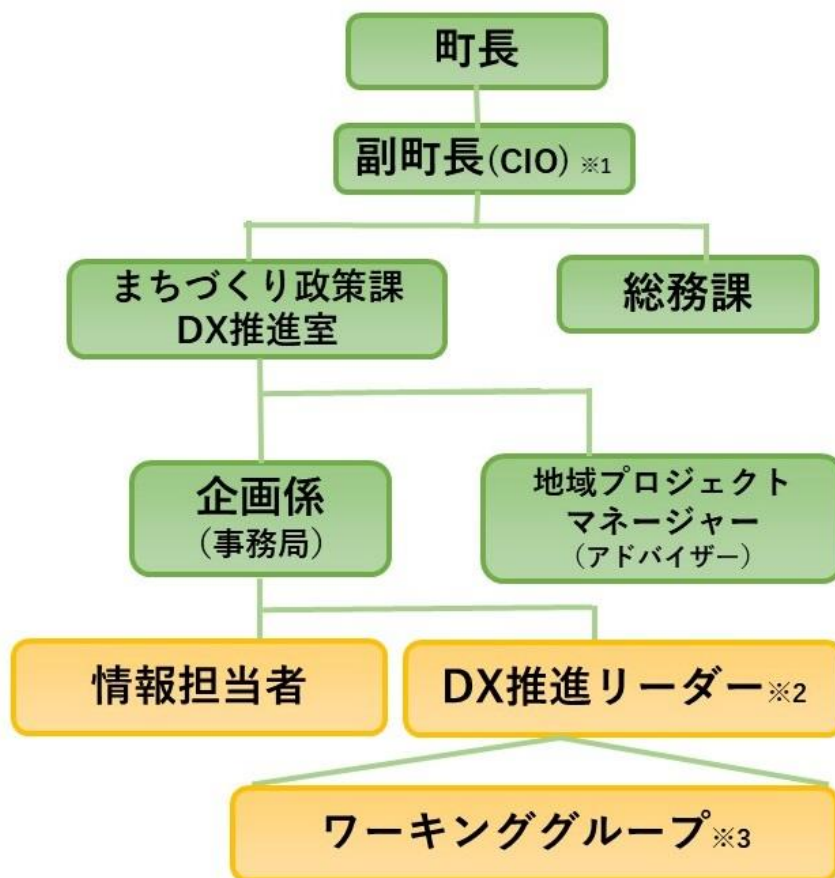 町長
副町長(CIO) ※1
まちづくり政策課
DX推進室
総務課
企画係
（事務局）
地域プロジェクト
マネージャー
（アドバイザー）
情報担当者
DX推進リーダー※2
ワーキンググループ※3